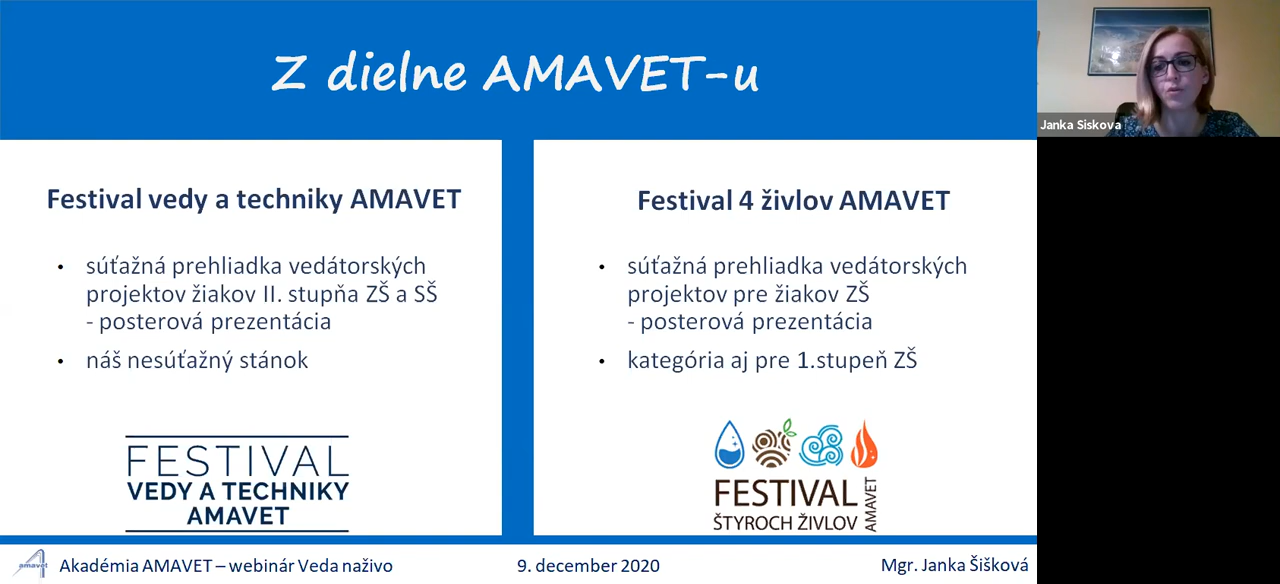 Z dielne AMAVET-u
Janka Siskova
Festival vedy a techniky AMAVET
• súťažná prehliadka vedátorských
projektov žiakov II. stupňa ZŠ a SŠ
- posterová prezentácia
• náš nesúťažný stánok
FESTIVAL
VEDY A TECHNIKY
AMAVET
Festival 4 živlov AMAVET
• súťažná prehliadka vedátorských
projektov pre žiakov ZŠ
- posterová prezentácia
• kategória aj pre 1.stupeň ZŠ
FESTIVAL
ŠTYROCH ŽIVLOV
AMAVET
amavet
Akadémia AMAVET – webinár Veda naživo
9. december 2020
Mgr. Janka Šišková